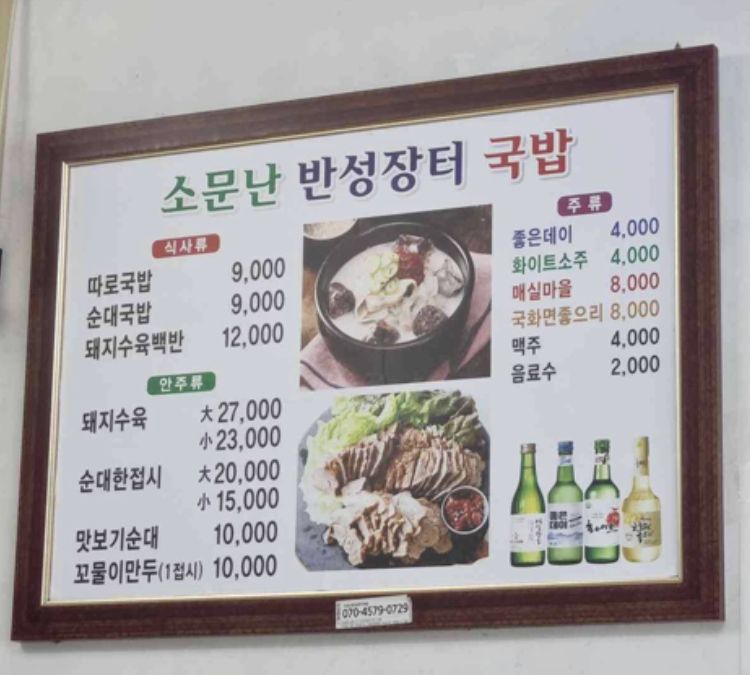 소문난 반성장터 국밥
식사류
따로국밥 9,000
순대국밥 9,000
돼지수육백반 12,000
안주류
돼지수육 大 27,000
小 23,000
순대한접시 大 20,000
小 15,000
맛보기순대 10,000
꼬물이만두(1접시) 10,000
주류
좋은데이 4,000
화이트소주 4,000
매실마을 8,000
국화면좋으리 8,000
맥주 4,000
음료수 2,000
좋은
데이
070-4579-0729